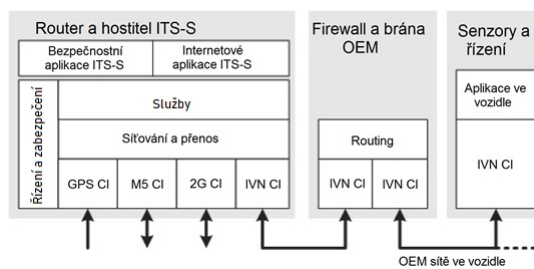 Router a hostitel ITS-S
Bezpečnostní
aplikace ITS-S
Internetové
aplikace ITS-S
Řízení a zabezpečení
Služby
Síťování a přenos
GPS CI
M5 CI
2G CI
IVN CI
Firewall a brána
OEM
Routing
IVN CI
IVN CI
Senzory a
řízení
Aplikace ve
vozidle
IVN CI
OEM sítě ve vozidle